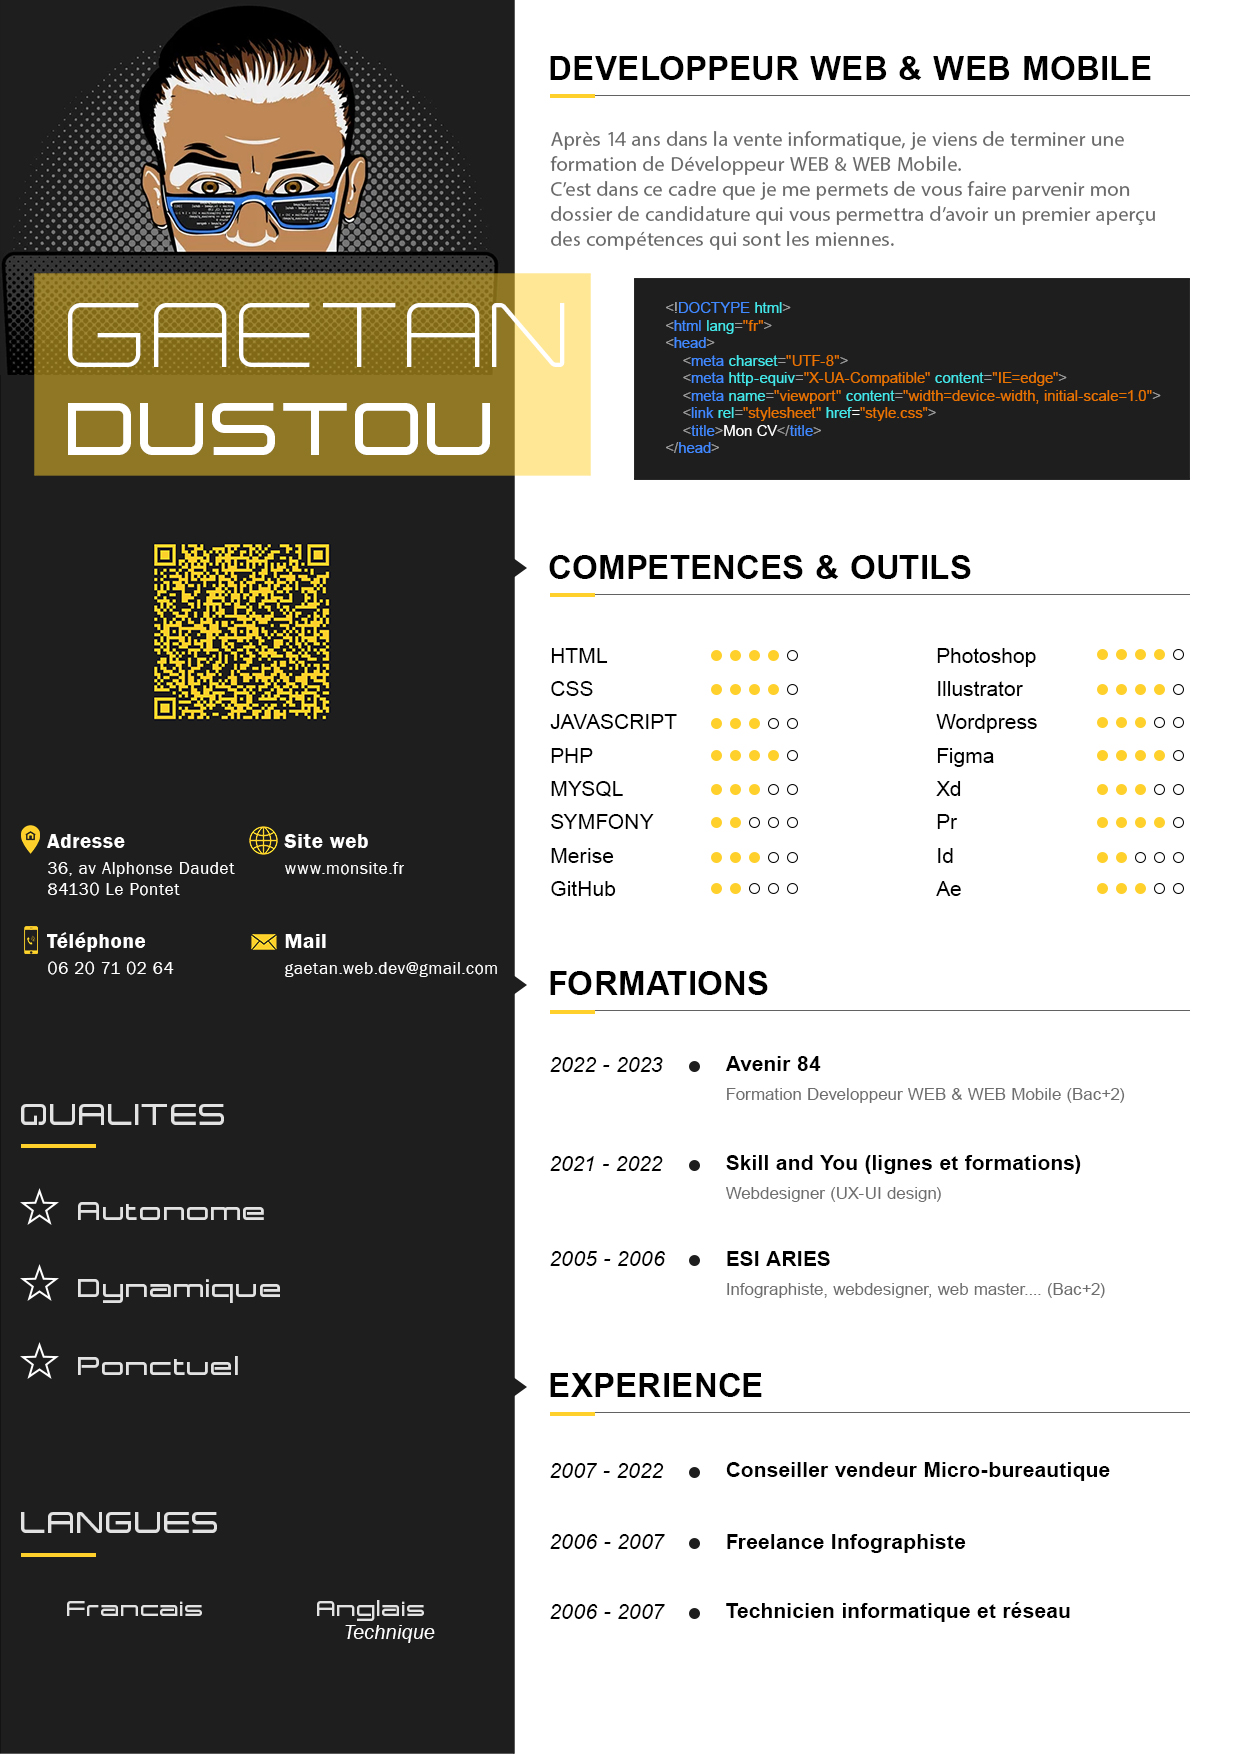 GAETAN
DUSTOU
Adresse
36, av Alphonse Daudet
84130 Le Pontet
Site web
www.monsite.fr
Téléphone
06 20 71 02 64
Mail
gaetan.web.dev@gmail.com
QUALITES
Autonome
Dynamique
Ponctuel
LANGUES
Francais
Anglais
Technique
DEVELOPPEUR WEB & WEB MOBILE
Après 14 ans dans la vente informatique, je viens de terminer une
formation de Développeur WEB & WEB Mobile.
C’est dans ce cadre que je me permets de vous faire parvenir mon
dossier de candidature qui vous permettra d’avoir un premier aperçu
des compétences qui sont les miennes.
<!DOCTYPE html>
<html lang="fr">
<head>
<meta charset="UTF-8">
<meta http-equiv="X-UA-Compatible" content="IE=edge">
<meta name="viewport" content="width=device-width, initial-scale=1.0">
<link rel="stylesheet" href="style.css">
<title>Mon CV</title>
</head>
COMPETENCES & OUTILS
HTML
CSS
JAVASCRIPT
PHP
MYSQL
SYMFONY
Merise
GitHub
Photoshop
Illustrator
Wordpress
Figma
Xd
Pr
Id
Ae
FORMATIONS
2022 - 2023 Avenir 84
Formation Developpeur WEB & WEB Mobile (Bac+2)
2021 - 2022 Skill and You (lignes et formations)
Webdesigner (UX-UI design)
2005 - 2006 ESI ARIES
Infographiste, webdesigner, web master.... (Bac+2)
EXPERIENCE
2007 - 2022 Conseiller vendeur Micro-bureautique
2006 - 2007 Freelance Infographiste
2006 - 2007 Technicien informatique et réseau